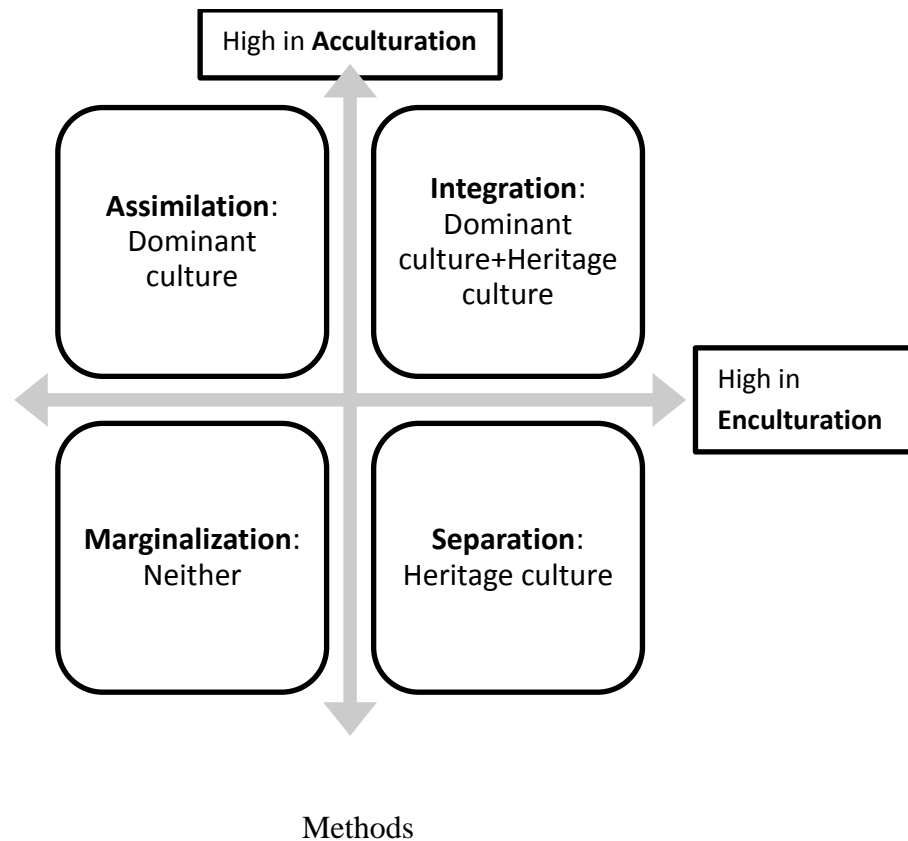 High in Acculturation
Assimilation:
Dominant
culture
Integration:
Dominant
culture+Heritage
culture
High in
Enculturation
Marginalization:
Neither
Separation:
Heritage culture
Methods